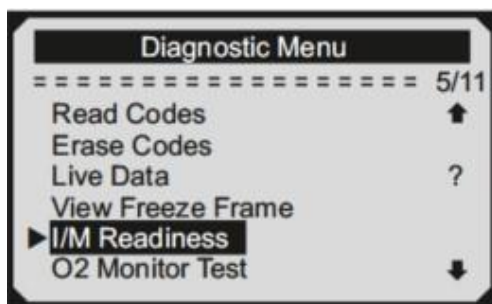 Diagnostic Menu
= = = = = = = = = = = = = = = = = = 5/11
Read Codes
Erase Codes
Live Data ?
View Freeze Frame
I/M Readiness
O2 Monitor Test